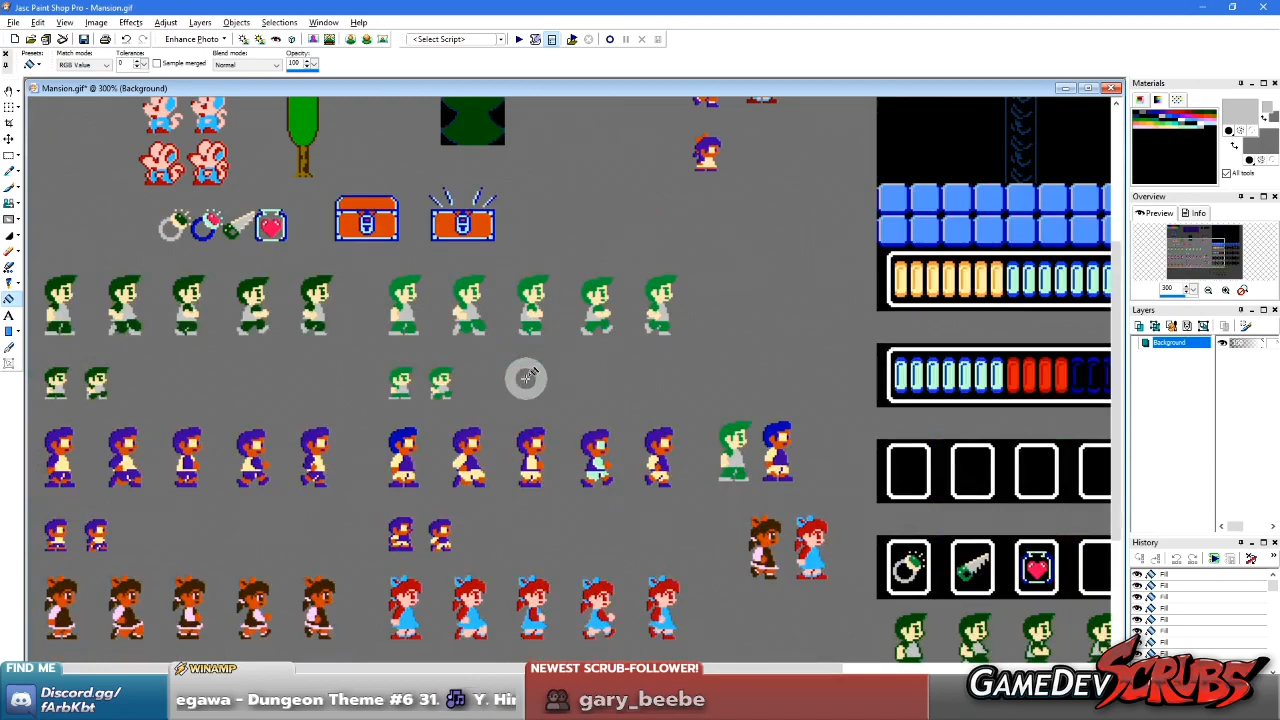 Jasc Paint Shop Pro - Mansion.gif
File Edit View Image Effects Adjust Layers Objects Selections Window Help
Enhance Photo <Select Script>
Presets: Match mode: Tolerance: Blend mode: Opacity:
RGB Value 0 Sample merged Normal 100
Mansion.gif* @ 300% (Background)
Materials
All tools
Overview
Preview Info
300
Layers
Background 100
History
Fill
Fill
Fill
Fill
Fill
Fill
Fill
FIND ME
Discord.gg/
fArbKbt
WINAMP
egawa - Dungeon Theme #6 31. Y. Hir
NEWEST SCRUB-FOLLOWER!
gary_beebe
GAMEDEV SCRUBS